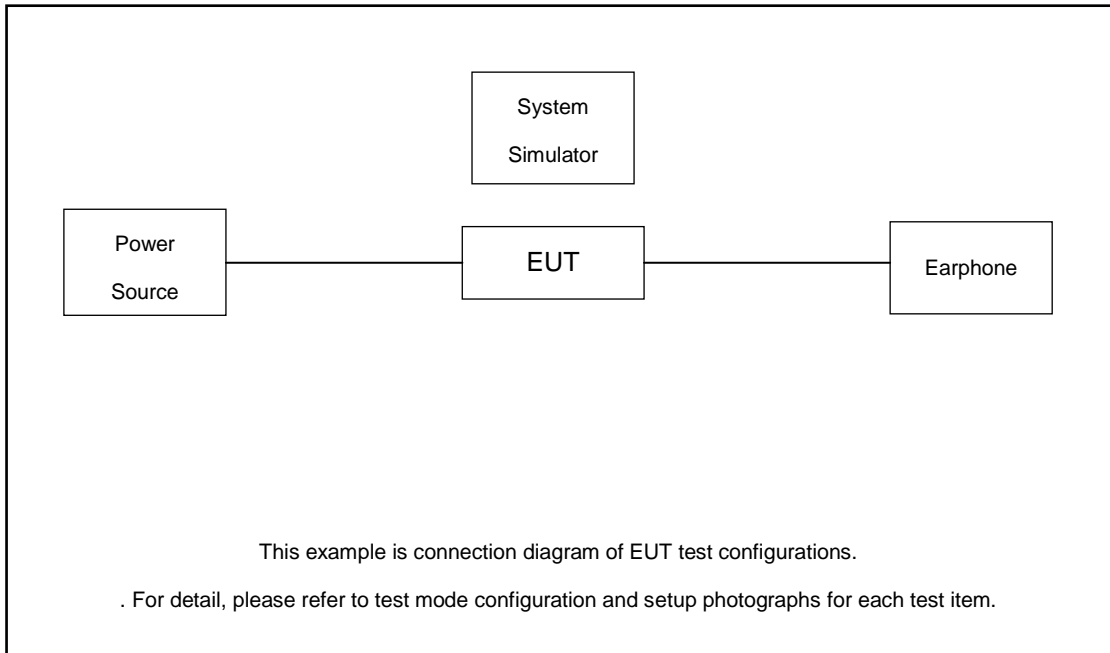 System
Simulator
Power
Source
EUT
Earphone
This example is connection diagram of EUT test configurations.
. For detail, please refer to test mode configuration and setup photographs for each test item.